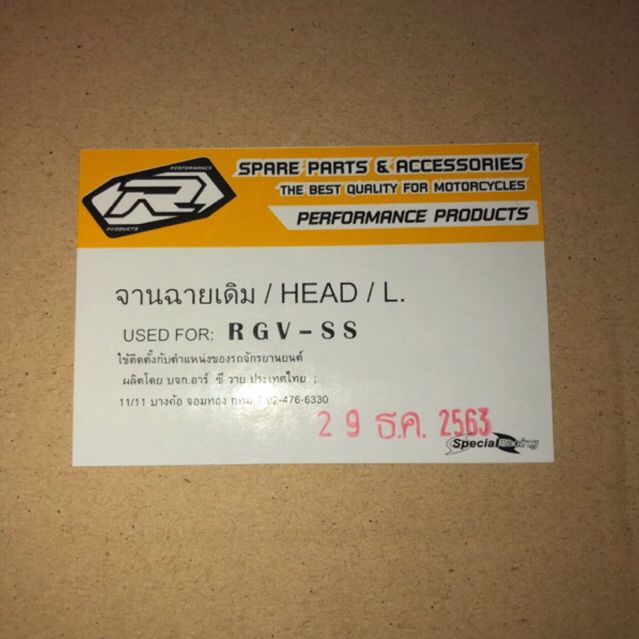 PERFORMANCE
R
PRODUCTS
SPARE PARTS & ACCESSORIES
THE BEST QUALITY FOR MOTORCYCLES
PERFORMANCE PRODUCTS
จานฉายเดิม / HEAD / L.
USED FOR: RGV-SS
ใช้ติดตั้งกับตำแหน่งของรถจักรยานยนต์
ผลิตโดย บจก.อาร์ ซี วาย ประเทศไทย ;
11/11 บางค้อ จอมทอง กทม T 02-476-6330
29 ธ.ค. 2563
Special Racing